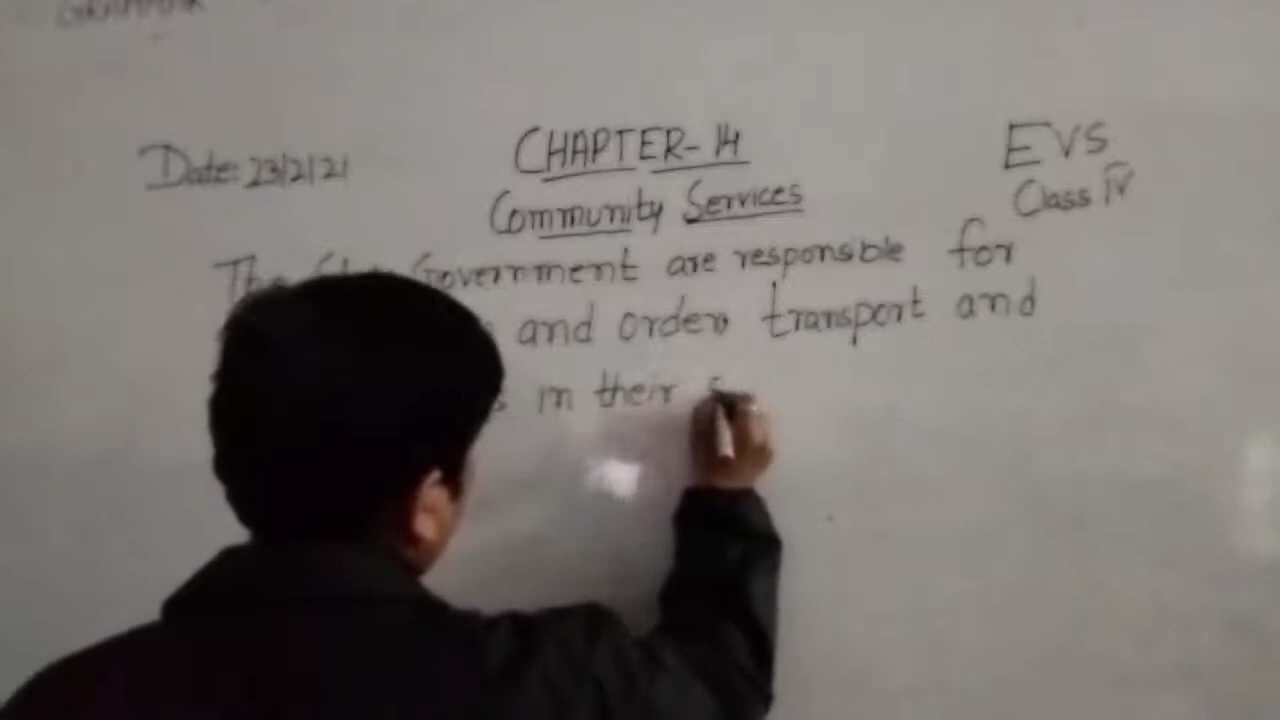 Date: 23/2/21
CHAPTER-14
EVS
Community Services
Class IV
The Government are responsible for
and order, transport and
in their